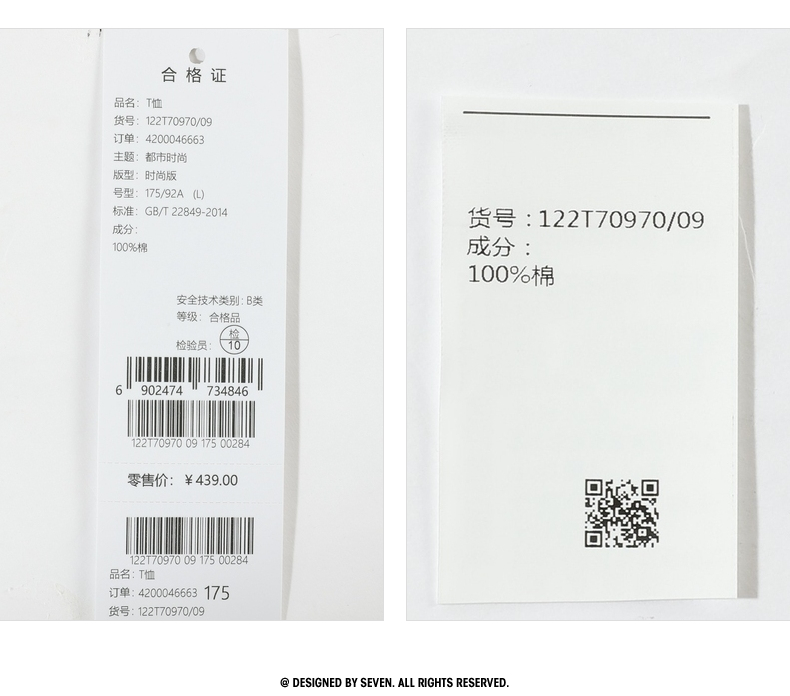 合格证
品名：T恤
货号：122T70970/09
订单：4200046663
主题：都市时尚
版型：时尚版
号型：175/92A （L）
标准：GB/T 22849-2014
成分：
100%棉
安全技术类别：B类
等级：合格品
检验员：检 10
6 902474 734846
122T70970 09 175 00284
零售价：￥439.00
122T70970 09 175 00284
品名：T恤
订单：4200046663 175
货号：122T70970/09
货号：122T70970/09
成分：
100%棉
@ DESIGNED BY SEVEN. ALL RIGHTS RESERVED.